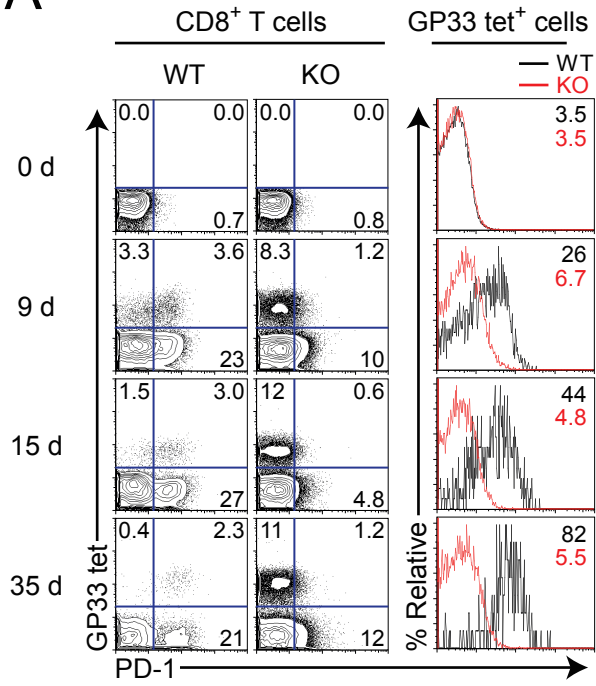 A
CD8⁺ T cells GP33 tet⁺ cells
WT KO
WT
KO
0 d
0.0 0.0 0.0 0.0 3.5
3.5
0.7 0.8
9 d
3.3 3.6 8.3 1.2 26
6.7
23 10
15 d
1.5 3.0 12 0.6 44
4.8
27 4.8
35 d
0.4 2.3 11 1.2 82
5.5
21 12
GP33 tet
% Relative
PD-1